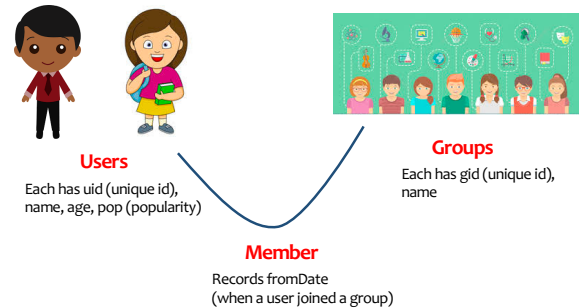 Users
Each has uid (unique id),
name, age, pop (popularity)
Groups
Each has gid (unique id),
name
Member
Records fromDate
(when a user joined a group)